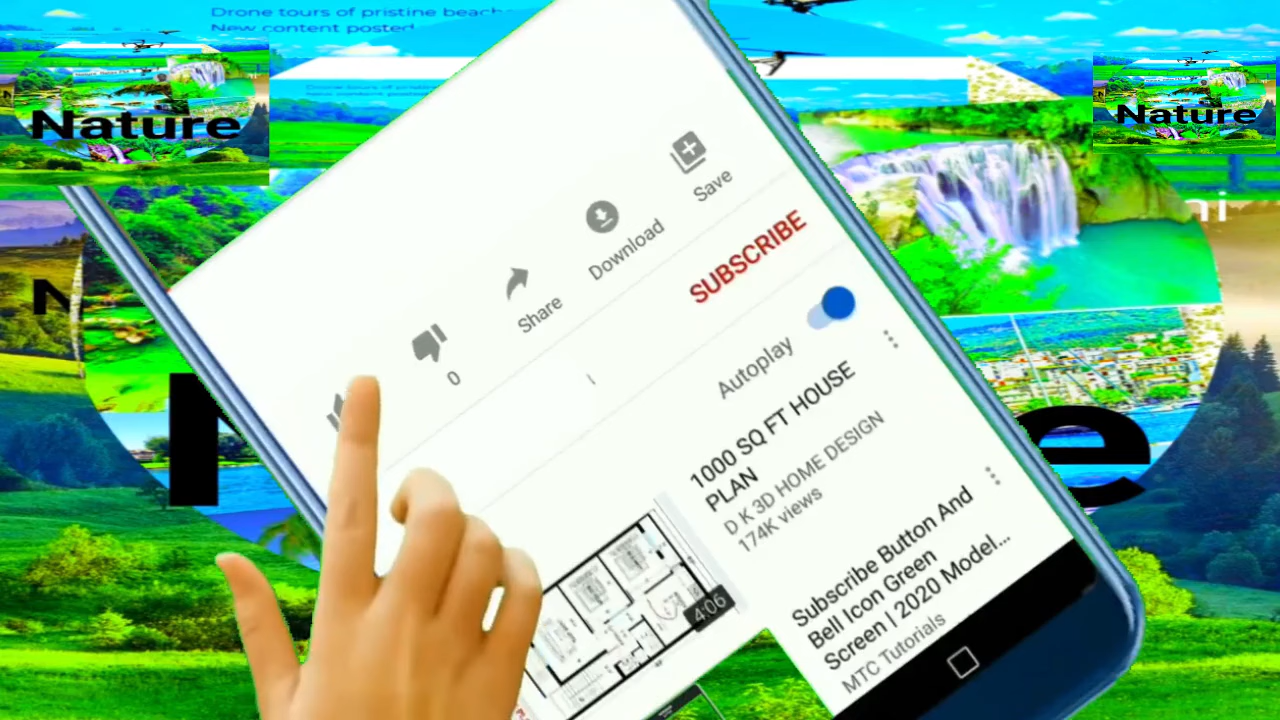 Drone tours of pristine
New content posted
Nature
Nature
Save
Download
Share
0
SUBSCRIBE
Autoplay
1000 SQ FT HOUSE
PLAN
D K 3D HOME DESIGN
174K views
4:06
Subscribe Button And
Bell Icon Green
Screen | 2020 Model...
MTC Tutorials
N
N
e